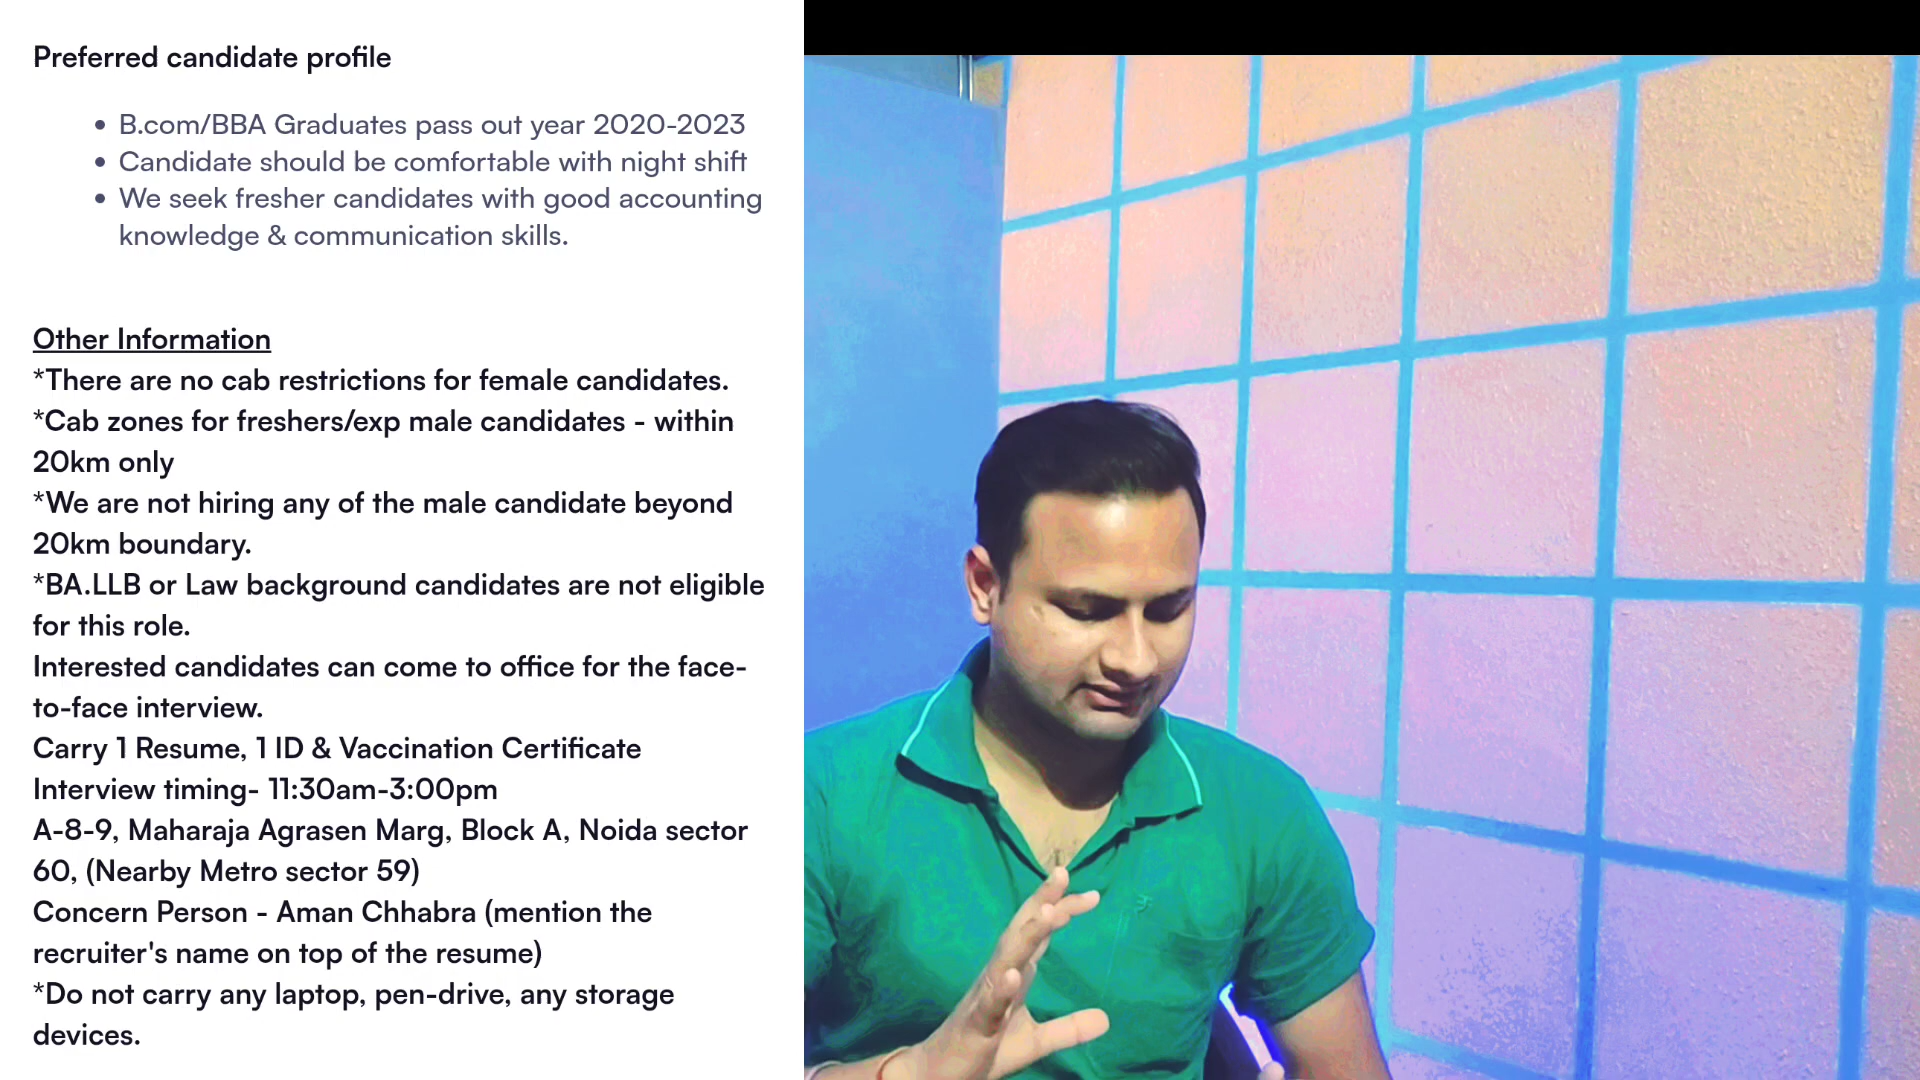 Preferred candidate profile
• B.com/BBA Graduates pass out year 2020-2023
• Candidate should be comfortable with night shift
• We seek fresher candidates with good accounting
knowledge & communication skills.
Other Information
*There are no cab restrictions for female candidates.
*Cab zones for freshers/exp male candidates - within
20km only
*We are not hiring any of the male candidate beyond
20km boundary.
*BA.LLB or Law background candidates are not eligible
for this role.
Interested candidates can come to office for the face-
to-face interview.
Carry 1 Resume, 1 ID & Vaccination Certificate
Interview timing- 11:30am-3:00pm
A-8-9, Maharaja Agrasen Marg, Block A, Noida sector
60, (Nearby Metro sector 59)
Concern Person - Aman Chhabra (mention the
recruiter's name on top of the resume)
*Do not carry any laptop, pen-drive, any storage
devices.